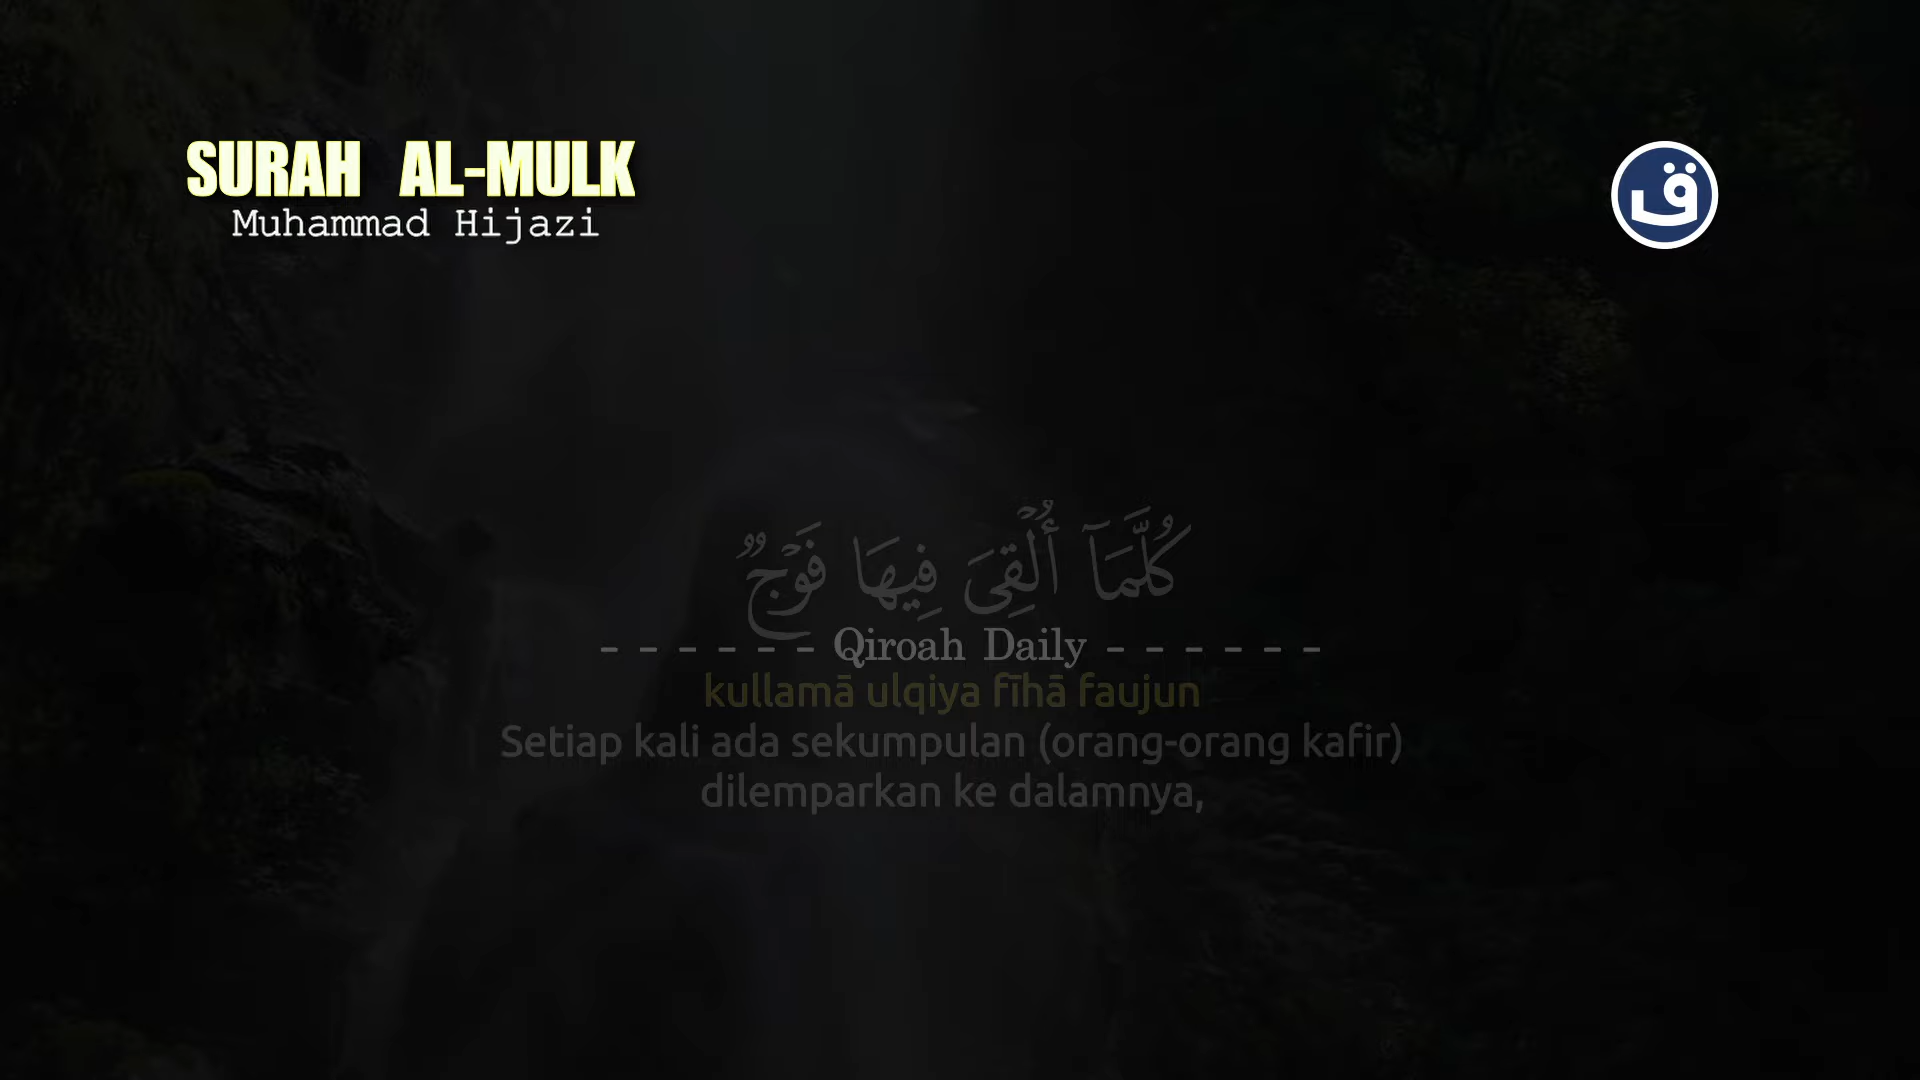 SURAH AL-MULK
Muhammad Hijazi
ق
كُلَّمَآ أُلْقِىَ فِيهَا فَوْجٌ
- - - - - - Qiroah Daily - - - - - -
kullamā ulqiya fīhā faujun
Setiap kali ada sekumpulan (orang-orang kafir)
dilemparkan ke dalamnya,